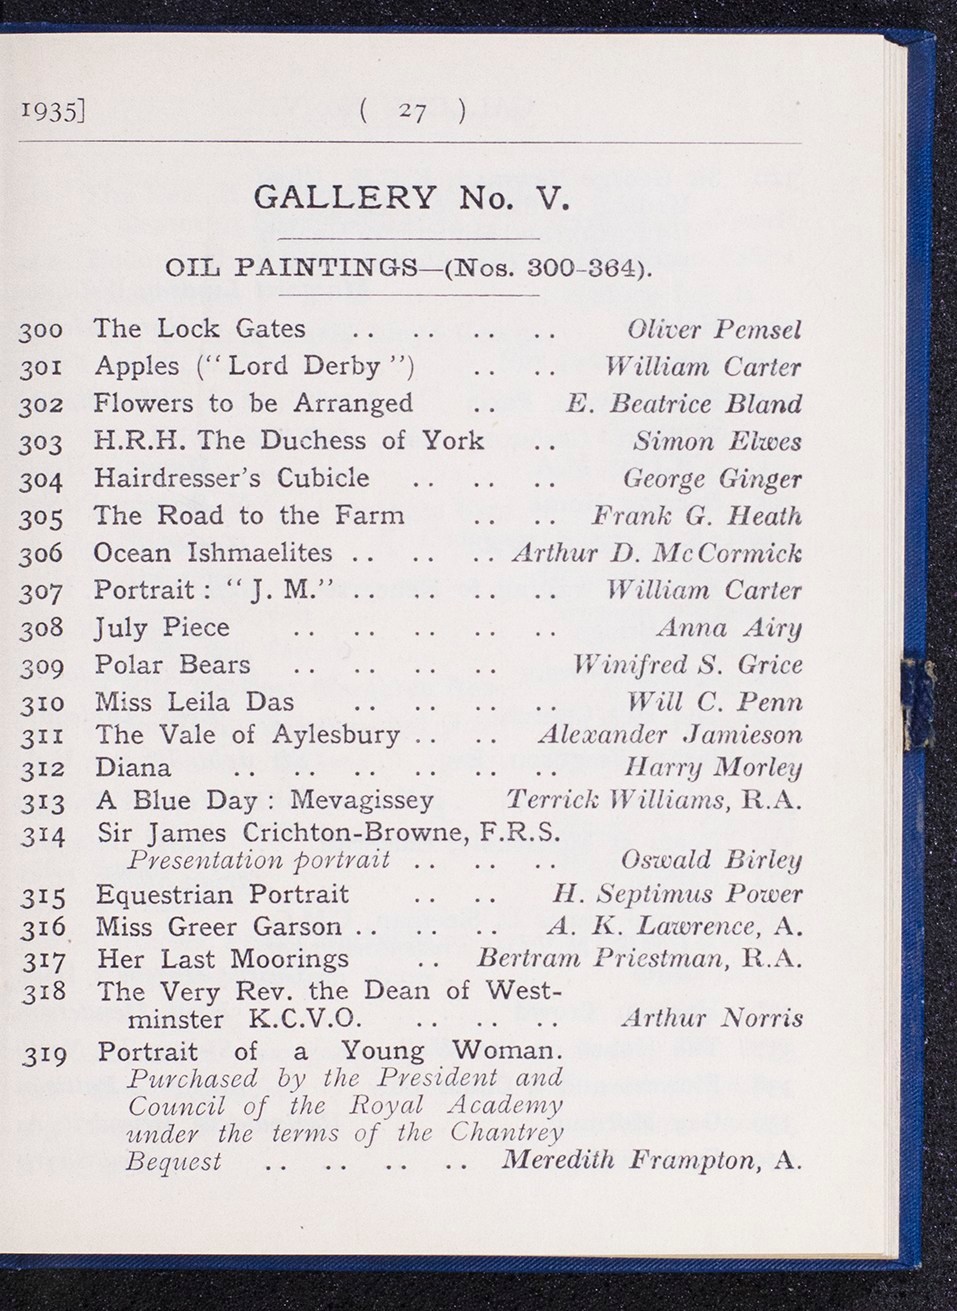 1935] ( 27 )
GALLERY No. V.
OIL PAINTINGS—(Nos. 300-364).
300 The Lock Gates .. .. .. .. Oliver Pemsel
301 Apples (“Lord Derby”) .. .. William Carter
302 Flowers to be Arranged .. E. Beatrice Bland
303 H.R.H. The Duchess of York .. Simon Elwes
304 Hairdresser’s Cubicle .. .. .. George Ginger
305 The Road to the Farm .. .. Frank G. Heath
306 Ocean Ishmaelites .. .. .. Arthur D. McCormick
307 Portrait : “J. M.” .. .. .. .. William Carter
308 July Piece .. .. .. .. .. Anna Airy
309 Polar Bears .. .. .. .. Winifred S. Grice
310 Miss Leila Das .. .. .. .. Will C. Penn
311 The Vale of Aylesbury .. .. Alexander Jamieson
312 Diana .. .. .. .. .. .. Harry Morley
313 A Blue Day : Mevagissey Terrick Williams, R.A.
314 Sir James Crichton-Browne, F.R.S.
Presentation portrait .. .. .. Oswald Birley
315 Equestrian Portrait .. .. H. Septimus Power
316 Miss Greer Garson .. .. .. A. K. Lawrence, A.
317 Her Last Moorings .. Bertram Priestman, R.A.
318 The Very Rev. the Dean of West-
minster K.C.V.O. .. .. .. Arthur Norris
319 Portrait of a Young Woman.
Purchased by the President and
Council of the Royal Academy
under the terms of the Chantrey
Bequest .. .. .. .. Meredith Frampton, A.